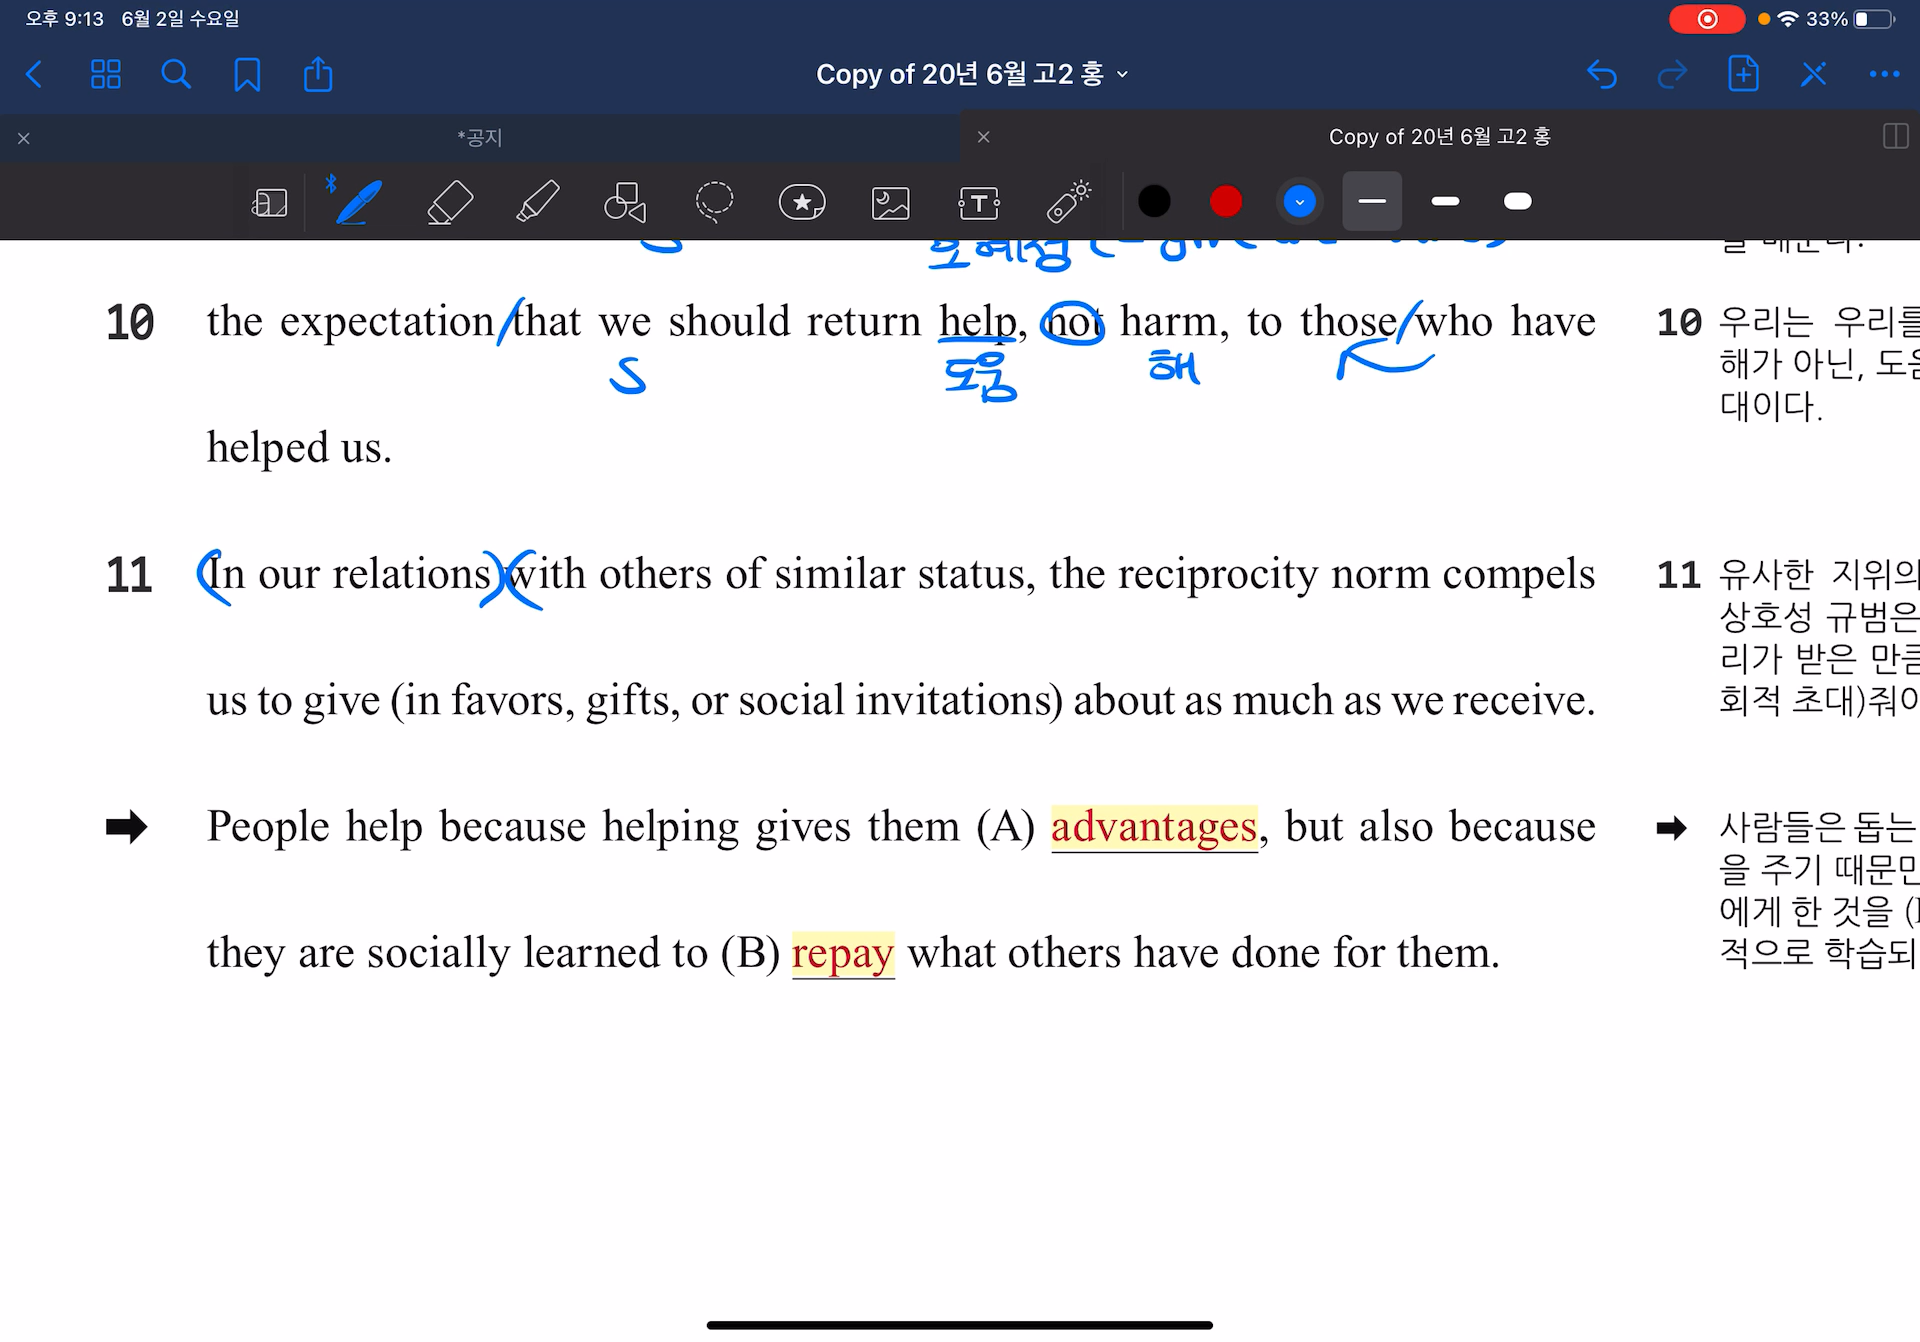 오후 9:13 6월 2일 수요일
33%
Copy of 20년 6월 고2 홍
*공지
Copy of 20년 6월 고2 홍
호혜성
10 the expectation that we should return help, not harm, to those who have
S 도움 해
helped us.
11 In our relations with others of similar status, the reciprocity norm compels
us to give (in favors, gifts, or social invitations) about as much as we receive.
➡ People help because helping gives them (A) advantages, but also because
they are socially learned to (B) repay what others have done for them.
10 우리는 우리를
해가 아닌, 도움
대이다.
11 유사한 지위의
상호성 규범은
리가 받은 만큼
회적 초대)줘야
➡ 사람들은 돕는
을 주기 때문만
에게 한 것을
적으로 학습되